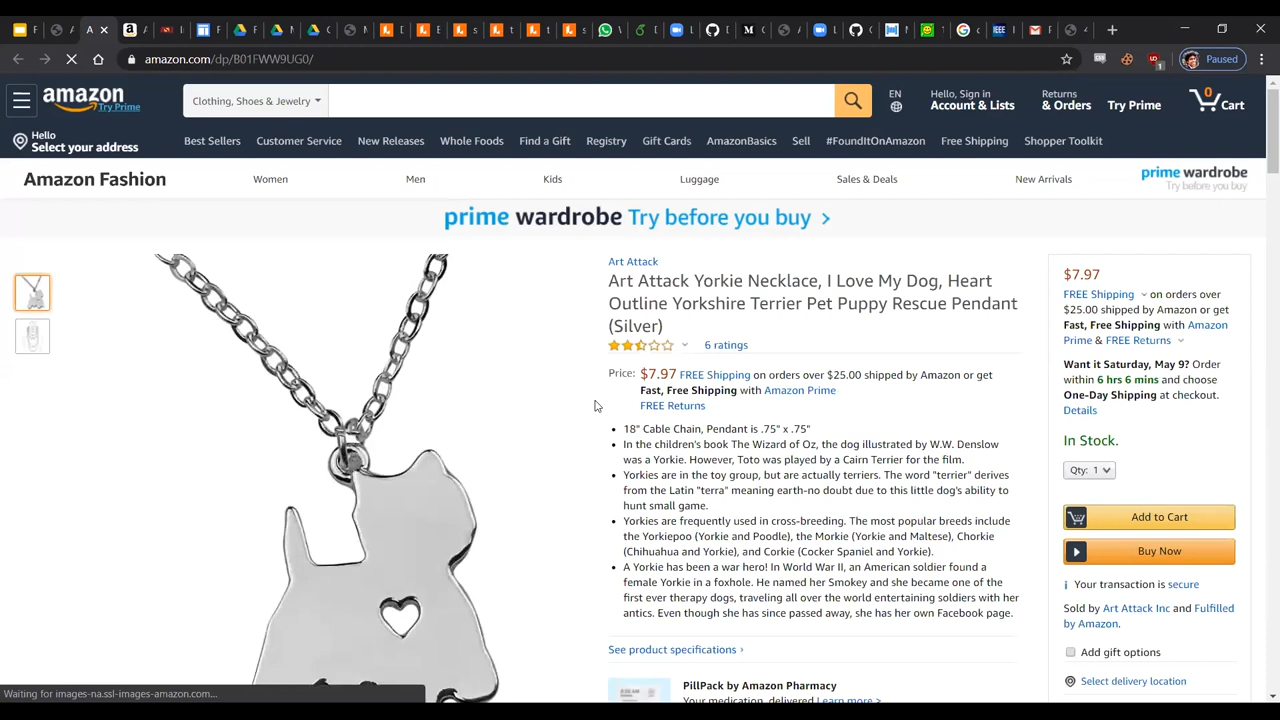 amazon.com/dp/B01FWW9UG0/
Paused
amazon
Try Prime
Clothing, Shoes & Jewelry
EN
Hello, Sign in
Account & Lists
Returns
& Orders
Try Prime
0
Cart
Hello
Select your address
Best Sellers
Customer Service
New Releases
Whole Foods
Find a Gift
Registry
Gift Cards
AmazonBasics
Sell
#FoundItOnAmazon
Free Shipping
Shopper Toolkit
Amazon Fashion
Women
Men
Kids
Luggage
Sales & Deals
New Arrivals
prime wardrobe
Try before you buy
prime wardrobe Try before you buy ›
Art Attack
Art Attack Yorkie Necklace, I Love My Dog, Heart
Outline Yorkshire Terrier Pet Puppy Rescue Pendant
(Silver)
6 ratings
Price: $7.97 FREE Shipping on orders over $25.00 shipped by Amazon or get
Fast, Free Shipping with Amazon Prime
FREE Returns
• 18" Cable Chain, Pendant is .75" x .75"
• In the children's book The Wizard of Oz, the dog illustrated by W.W. Denslow
was a Yorkie. However, Toto was played by a Cairn Terrier for the film.
• Yorkies are in the toy group, but are actually terriers. The word "terrier" derives
from the Latin "terra" meaning earth-no doubt due to this little dog's ability to
hunt small game.
• Yorkies are frequently used in cross-breeding. The most popular breeds include
the Yorkiepoo (Yorkie and Poodle), the Morkie (Yorkie and Maltese), Chorkie
(Chihuahua and Yorkie), and Corkie (Cocker Spaniel and Yorkie).
• A Yorkie has been a war hero! In World War II, an American soldier found a
female Yorkie in a foxhole. He named her Smokey and she became one of the
first ever therapy dogs, traveling all over the world entertaining soldiers with her
antics. Even though she has since passed away, she has her own Facebook page.
See product specifications ›
PillPack by Amazon Pharmacy
Your medication, delivered Learn more >
$7.97
FREE Shipping on orders over
$25.00 shipped by Amazon or get
Fast, Free Shipping with Amazon
Prime & FREE Returns
Want it Saturday, May 9? Order
within 6 hrs 6 mins and choose
One-Day Shipping at checkout.
Details
In Stock.
Qty: 1
Add to Cart
Buy Now
Your transaction is secure
Sold by Art Attack Inc and Fulfilled
by Amazon.
Add gift options
Select delivery location
Waiting for images-na.ssl-images-amazon.com...